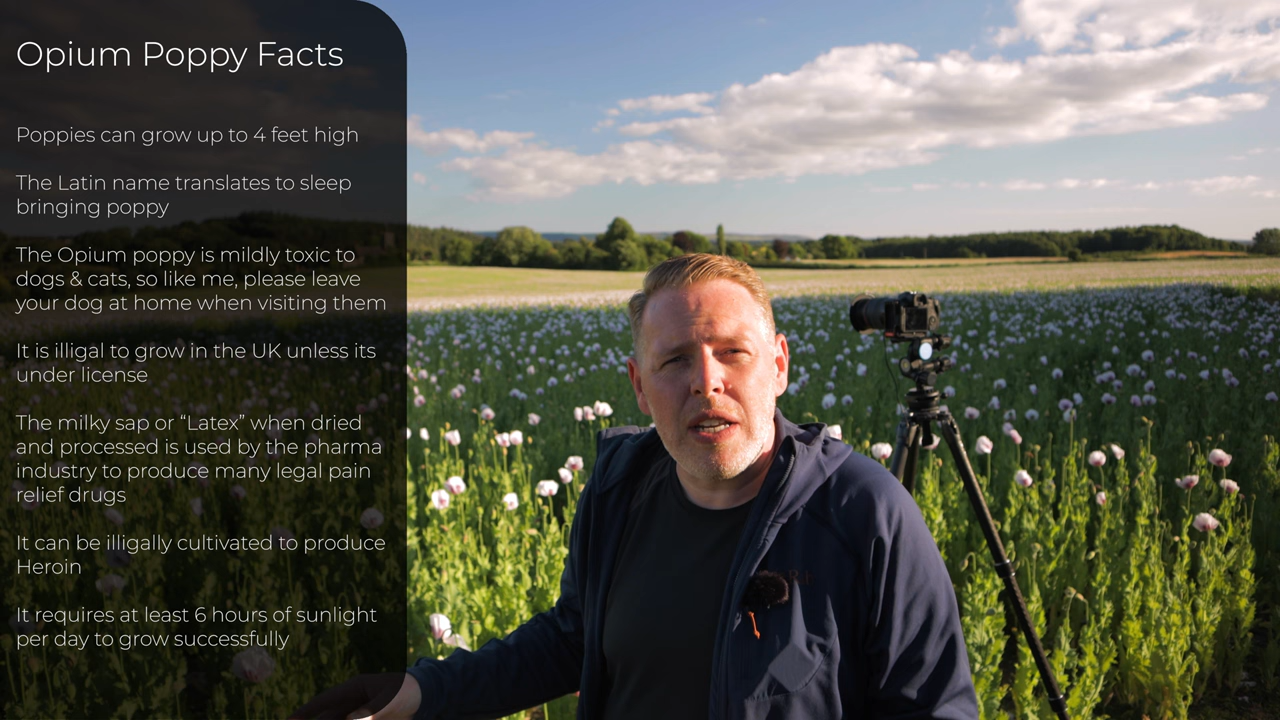 Opium Poppy Facts
Poppies can grow up to 4 feet high
The Latin name translates to sleep
bringing poppy
The Opium poppy is mildly toxic to
dogs & cats, so like me, please leave
your dog at home when visiting them
It is illigal to grow in the UK unless its
under license
The milky sap or “Latex” when dried
and processed is used by the pharma
industry to produce many legal pain
relief drugs
It can be illigally cultivated to produce
Heroin
It requires at least 6 hours of sunlight
per day to grow successfully